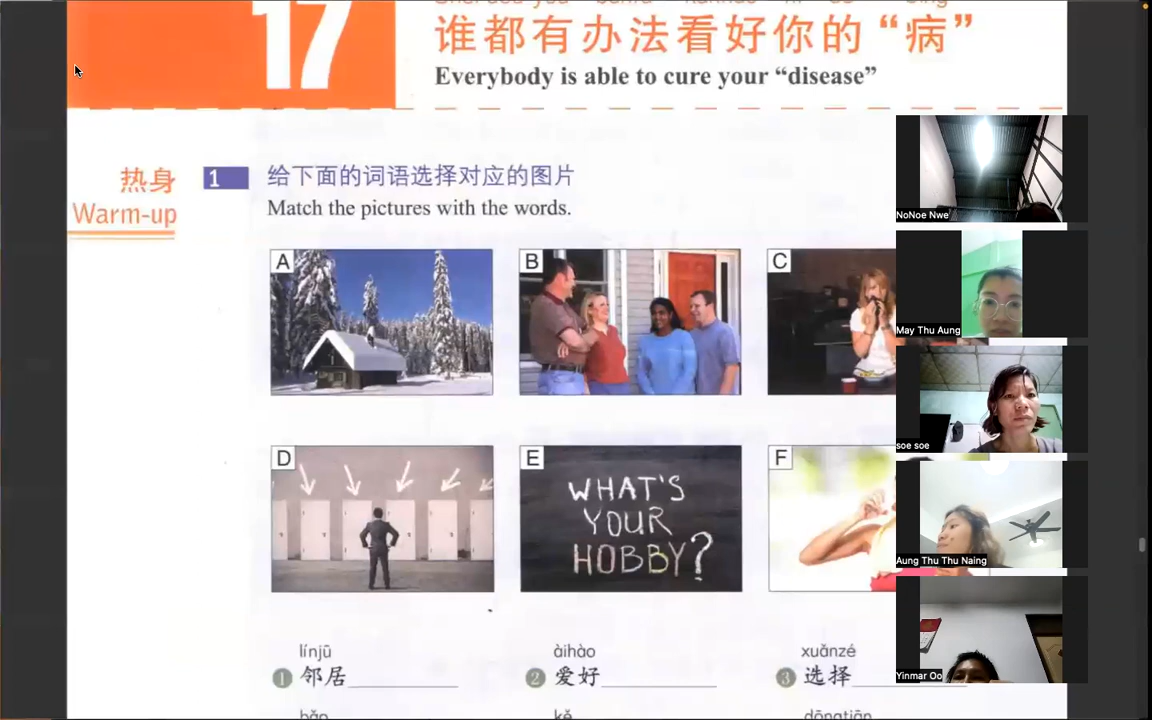 17
谁都有办法看好你的“病”
Everybody is able to cure your “disease”
热身
Warm-up
1
给下面的词语选择对应的图片
Match the pictures with the words.
A
B
C
D
E
F
WHAT'S
YOUR
HOBBY?
línjū
àihào
xuǎnzé
1 邻居
2 爱好
3 选择
dōngtiān
NoNoe Nwe
May Thu Aung
soe soe
Aung Thu Thu Naing
Yinmar Oo